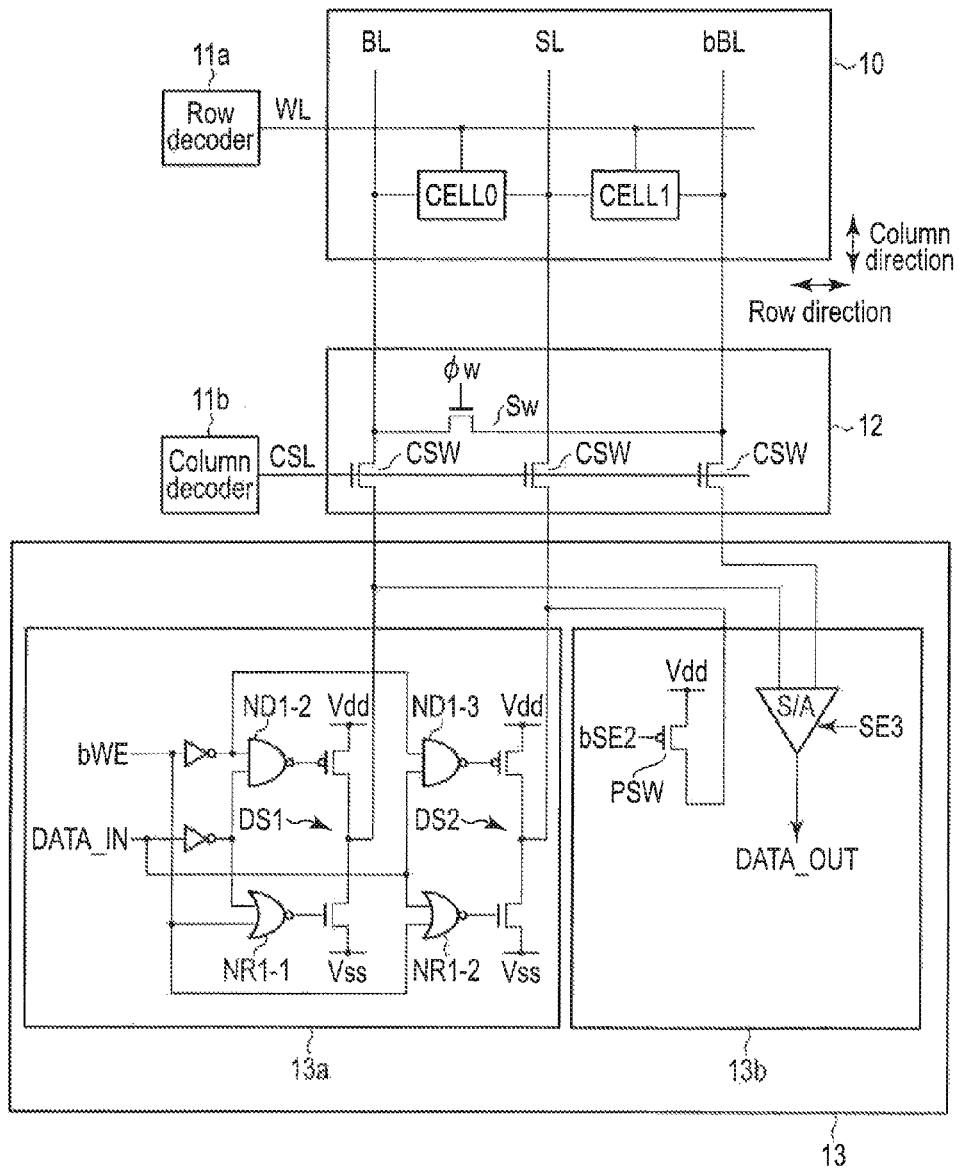 BL
SL
bBL
10
11a
Row
decoder
WL
CELL0
CELL1
Column
direction
Row direction
ϕw
Sw
12
11b
Column
decoder
CSL
CSW
CSW
CSW
bWE
ND1-2
Vdd
ND1-3
Vdd
Vdd
S/A
SE3
bSE2
PSW
DATA_IN
DS1
DS2
DATA_OUT
NR1-1
Vss
NR1-2
Vss
13a
13b
13